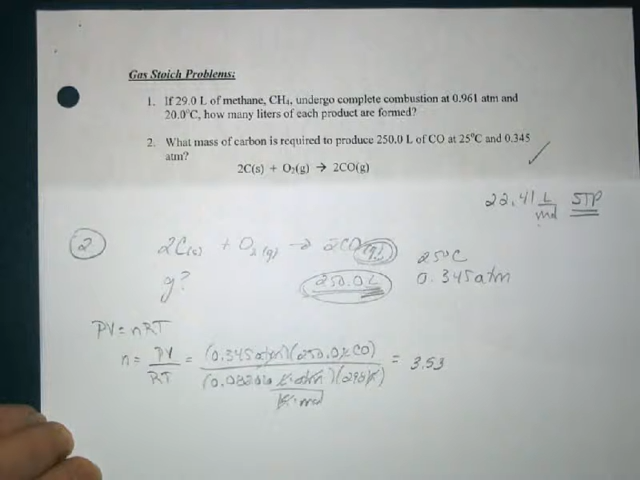 Gas Stoich Problems:
1. If 29.0 L of methane, CH₄, undergo complete combustion at 0.961 atm and
20.0°C, how many liters of each product are formed?
2. What mass of carbon is required to produce 250.0 L of CO at 25°C and 0.345
atm?
2C(s) + O₂(g) → 2CO(g)
22.41 L/mol STP
② 2C(s) + O₂(g) → 2CO(g) 25°C
g? 250.0L 0.345atm
PV = nRT
n = PV/RT = (0.345 atm)(250.0 L CO)/(0.08206 L·atm/K·mol)(298 K) = 3.53